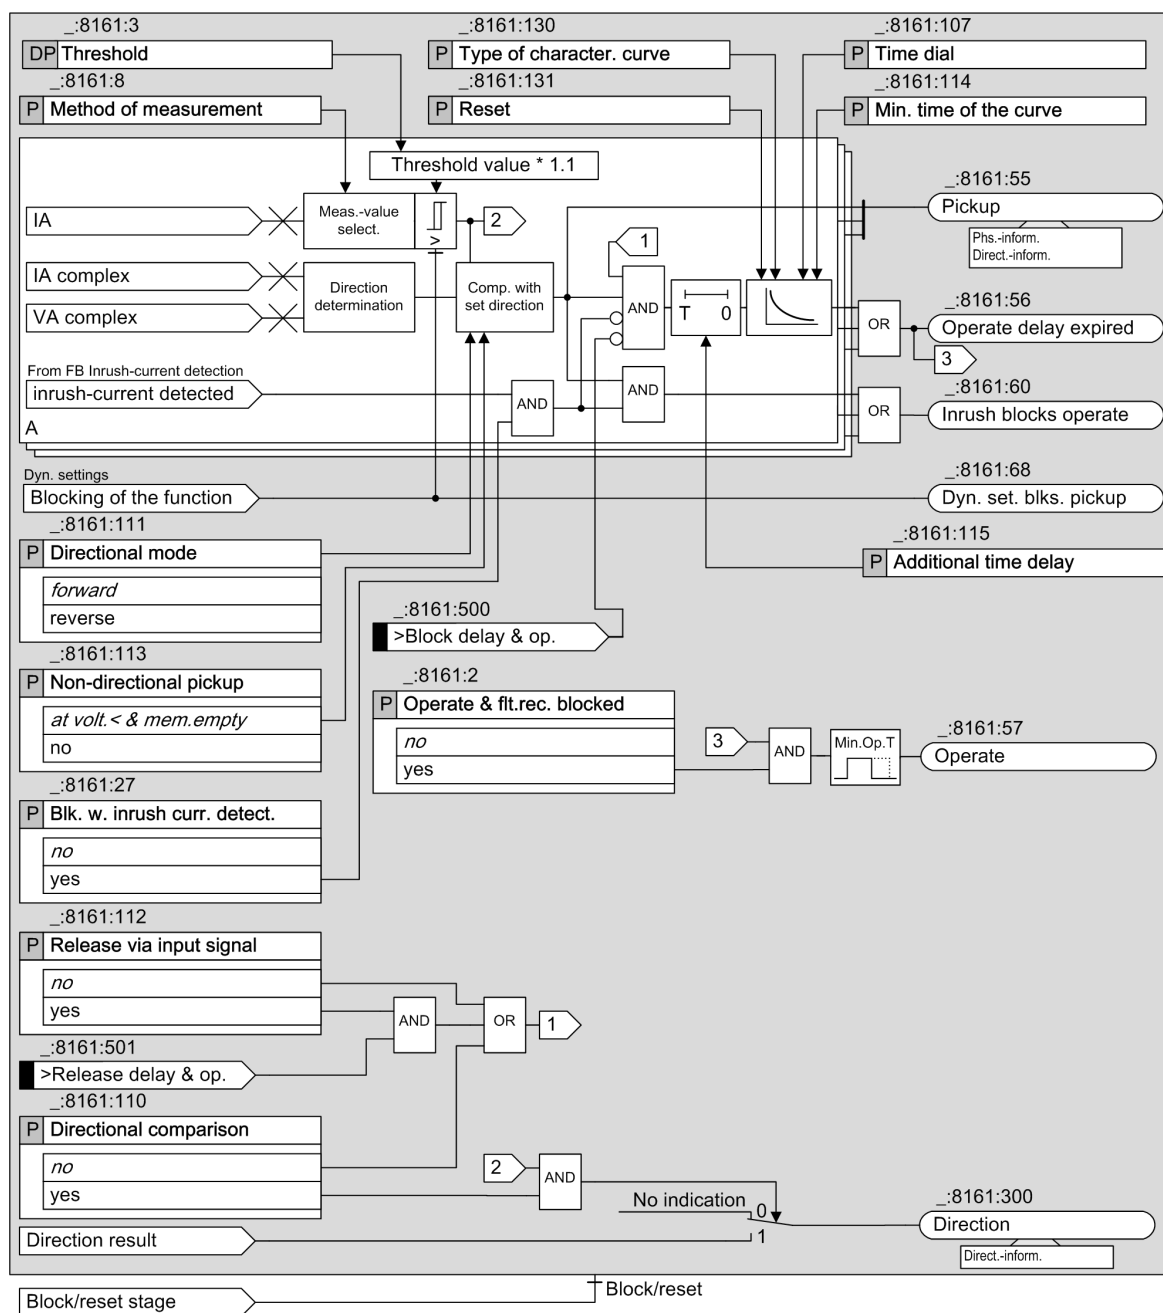 _:8161:3
DP Threshold
_:8161:8
P Method of measurement
_:8161:130
P Type of character. curve
_:8161:131
P Reset
_:8161:107
P Time dial
_:8161:114
P Min. time of the curve
Threshold value * 1.1
IA
Meas.-value
select.
>
2
IA complex
VA complex
Direction
determination
Comp. with
set direction
1
AND
T 0
_:8161:55
Pickup
Phs.-inform.
Direct.-inform.
OR
_:8161:56
Operate delay expired
3
From FB Inrush-current detection
inrush-current detected
AND
AND
OR
_:8161:60
Inrush blocks operate
A
Dyn. settings
Blocking of the function
_:8161:68
Dyn. set. blks. pickup
_:8161:111
P Directional mode
forward
reverse
_:8161:115
P Additional time delay
_:8161:500
>Block delay & op.
_:8161:113
P Non-directional pickup
at volt.< & mem.empty
no
_:8161:2
P Operate & flt.rec. blocked
no
yes
3
AND
Min.Op.T
_:8161:57
Operate
_:8161:27
P Blk. w. inrush curr. detect.
no
yes
_:8161:112
P Release via input signal
no
yes
AND
OR
1
_:8161:501
>Release delay & op.
_:8161:110
P Directional comparison
no
yes
2
AND
No indication
0
1
_:8161:300
Direction
Direct.-inform.
Direction result
Block/reset
Block/reset stage